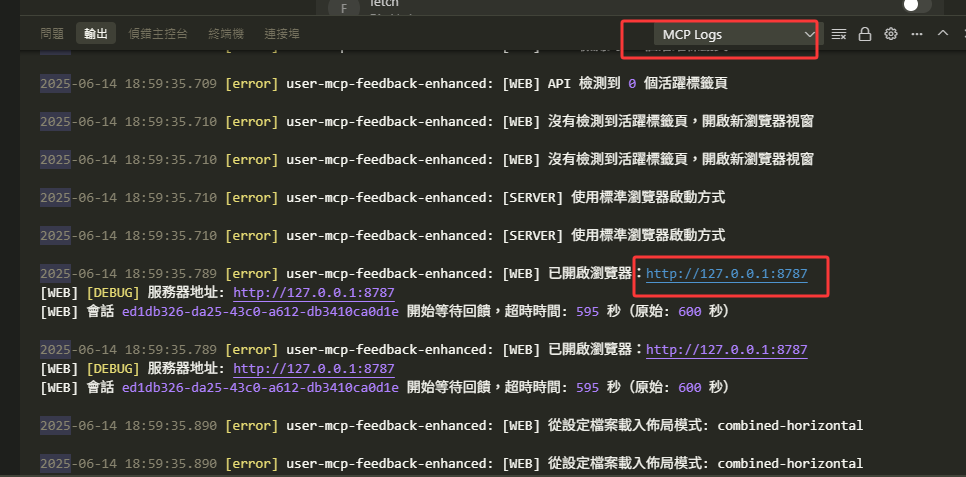 F
fetch
問題 輸出 偵錯主控台 終端機 連接埠 MCP Logs
2025-06-14 18:59:35.709 [error] user-mcp-feedback-enhanced: [WEB] API 檢測到 0 個活躍標籤頁
2025-06-14 18:59:35.710 [error] user-mcp-feedback-enhanced: [WEB] 沒有檢測到活躍標籤頁，開啟新瀏覽器視窗
2025-06-14 18:59:35.710 [error] user-mcp-feedback-enhanced: [WEB] 沒有檢測到活躍標籤頁，開啟新瀏覽器視窗
2025-06-14 18:59:35.710 [error] user-mcp-feedback-enhanced: [SERVER] 使用標準瀏覽器啟動方式
2025-06-14 18:59:35.710 [error] user-mcp-feedback-enhanced: [SERVER] 使用標準瀏覽器啟動方式
2025-06-14 18:59:35.789 [error] user-mcp-feedback-enhanced: [WEB] 已開啟瀏覽器：http://127.0.0.1:8787
[WEB] [DEBUG] 服務器地址: http://127.0.0.1:8787
[WEB] 會話 ed1db326-da25-43c0-a612-db3410ca0d1e 開始等待回饋，超時時間: 595 秒（原始: 600 秒）
2025-06-14 18:59:35.789 [error] user-mcp-feedback-enhanced: [WEB] 已開啟瀏覽器：http://127.0.0.1:8787
[WEB] [DEBUG] 服務器地址: http://127.0.0.1:8787
[WEB] 會話 ed1db326-da25-43c0-a612-db3410ca0d1e 開始等待回饋，超時時間: 595 秒（原始: 600 秒）
2025-06-14 18:59:35.890 [error] user-mcp-feedback-enhanced: [WEB] 從設定檔案載入佈局模式: combined-horizontal
2025-06-14 18:59:35.890 [error] user-mcp-feedback-enhanced: [WEB] 從設定檔案載入佈局模式: combined-horizontal